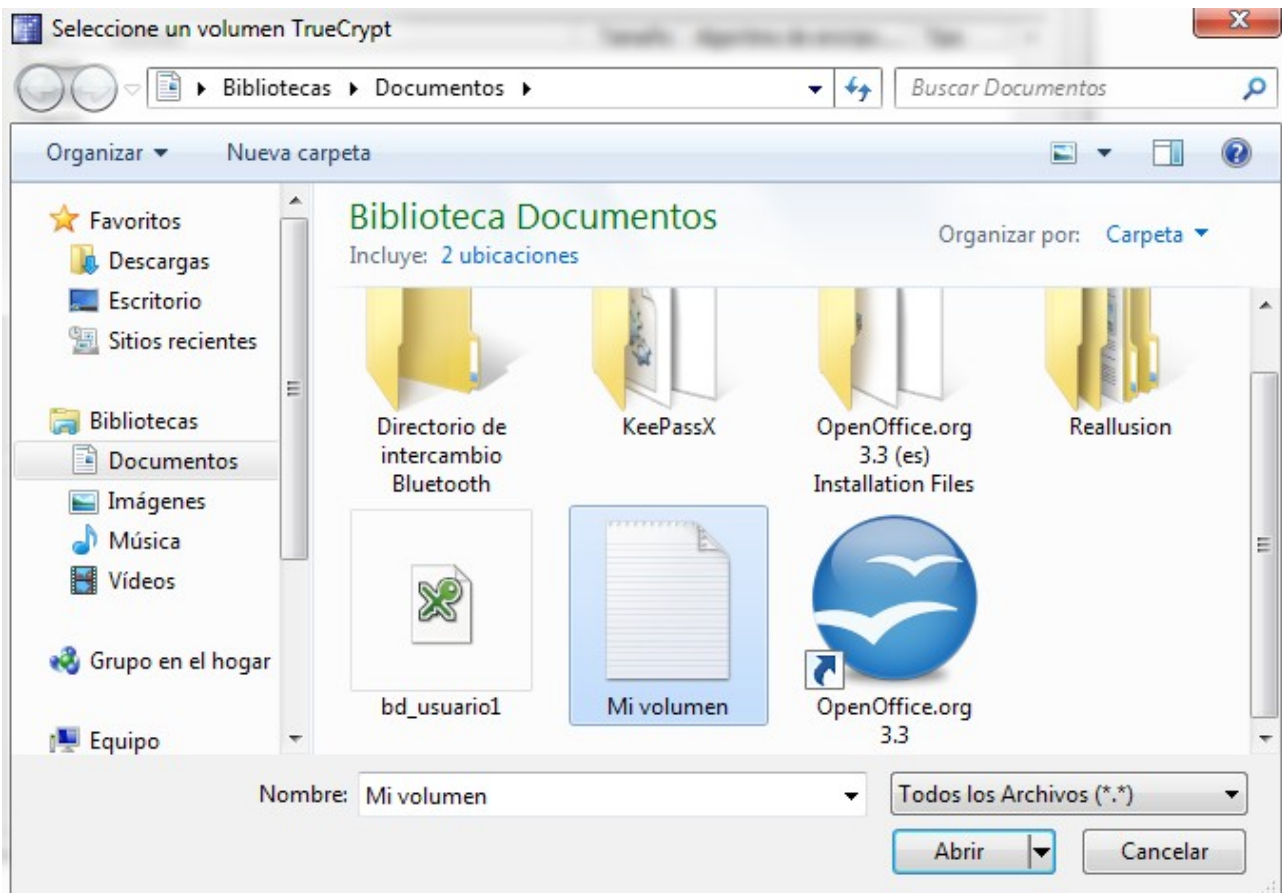 Seleccione un volumen TrueCrypt
Bibliotecas Documentos
Buscar Documentos
Organizar Nueva carpeta
Favoritos
Descargas
Escritorio
Sitios recientes
Bibliotecas
Documentos
Imágenes
Música
Vídeos
Grupo en el hogar
Equipo
Biblioteca Documentos
Incluye: 2 ubicaciones
Organizar por: Carpeta
Directorio de
intercambio
Bluetooth
KeePassX
OpenOffice.org
3.3 (es)
Installation Files
Reallusion
bd_usuario1
Mi volumen
OpenOffice.org
3.3
Nombre: Mi volumen
Todos los Archivos (*.*)
Abrir Cancelar